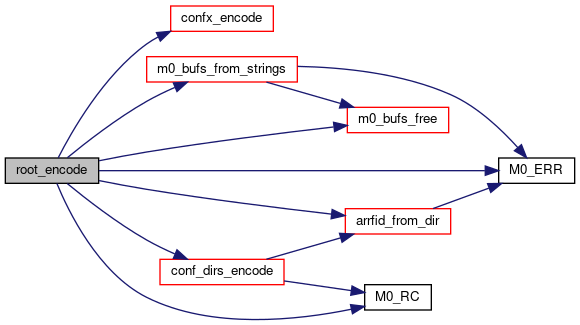 confx_encode
m0_bufs_from_strings
m0_bufs_free
root_encode
M0_ERR
arrfid_from_dir
conf_dirs_encode
M0_RC